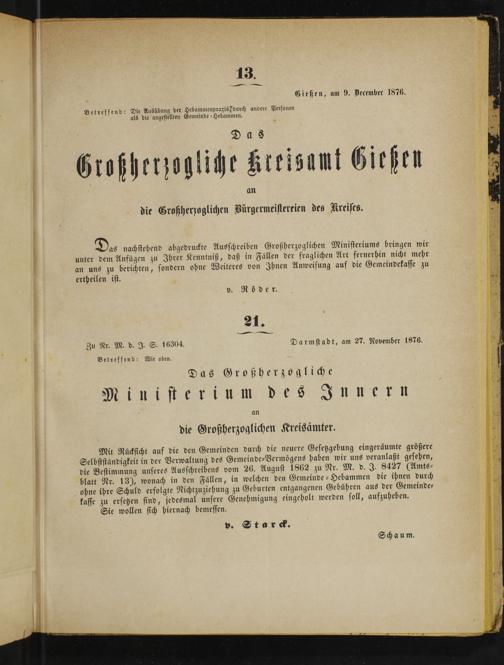 13.
Gießen, am 9. December 1876.
Betreffend: Die Ausübung der Hebammenpraxis durch andere Personen
als die angestellten Gemeinde-Hebammen.
Das
Großherzogliche Kreisamt Gießen
an
die Großherzoglichen Bürgermeistereien des Kreises.
Das nachstehend abgedruckte Ausschreiben Großherzoglichen Ministeriums bringen wir
unter dem Anfügen zu Ihrer Kenntniß, daß in Fällen der fraglichen Art fernerhin nicht mehr
an uns zu berichten, sondern ohne Weiteres von Ihnen Anweisung auf die Gemeindekasse zu
ertheilen ist.
v. Röder.
21.
Zu Nr. M. d. J. S. 16304.
Darmstadt, am 27. November 1876.
Betreffend: Wie oben.
Das Großherzogliche
Ministerium des Innern
an
die Großherzoglichen Kreisämter.
Mit Rücksicht auf die den Gemeinden durch die neuere Gesetzgebung eingeräumte größere
Selbstständigkeit in der Verwaltung des Gemeinde-Vermögens haben wir uns veranlaßt gesehen,
die Bestimmung unseres Ausschreibens vom 26. August 1862 zu Nr. M. d. J. 8427 (Amts-
blatt Nr. 13), wonach in den Fällen, in welchen den Gemeinde-Hebammen die ihnen durch
ohne ihre Schuld erfolgte Nichtzuziehung zu Geburten entgangenen Gebühren aus der Gemeinde-
kasse zu ersetzen sind, jedesmal unsere Genehmigung eingeholt werden soll, aufzuheben.
Sie wollen sich hiernach bemessen.
v. Starck.
Schaum.